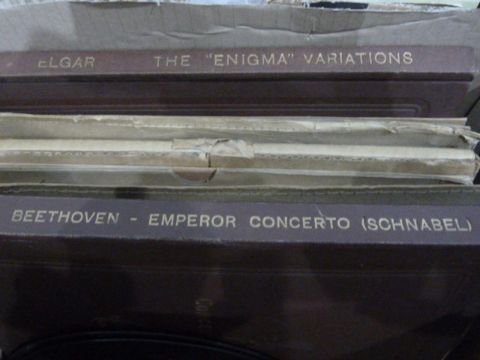 ELGAR THE "ENIGMA" VARIATIONS
BEETHOVEN - EMPEROR CONCERTO (SCHNABEL)